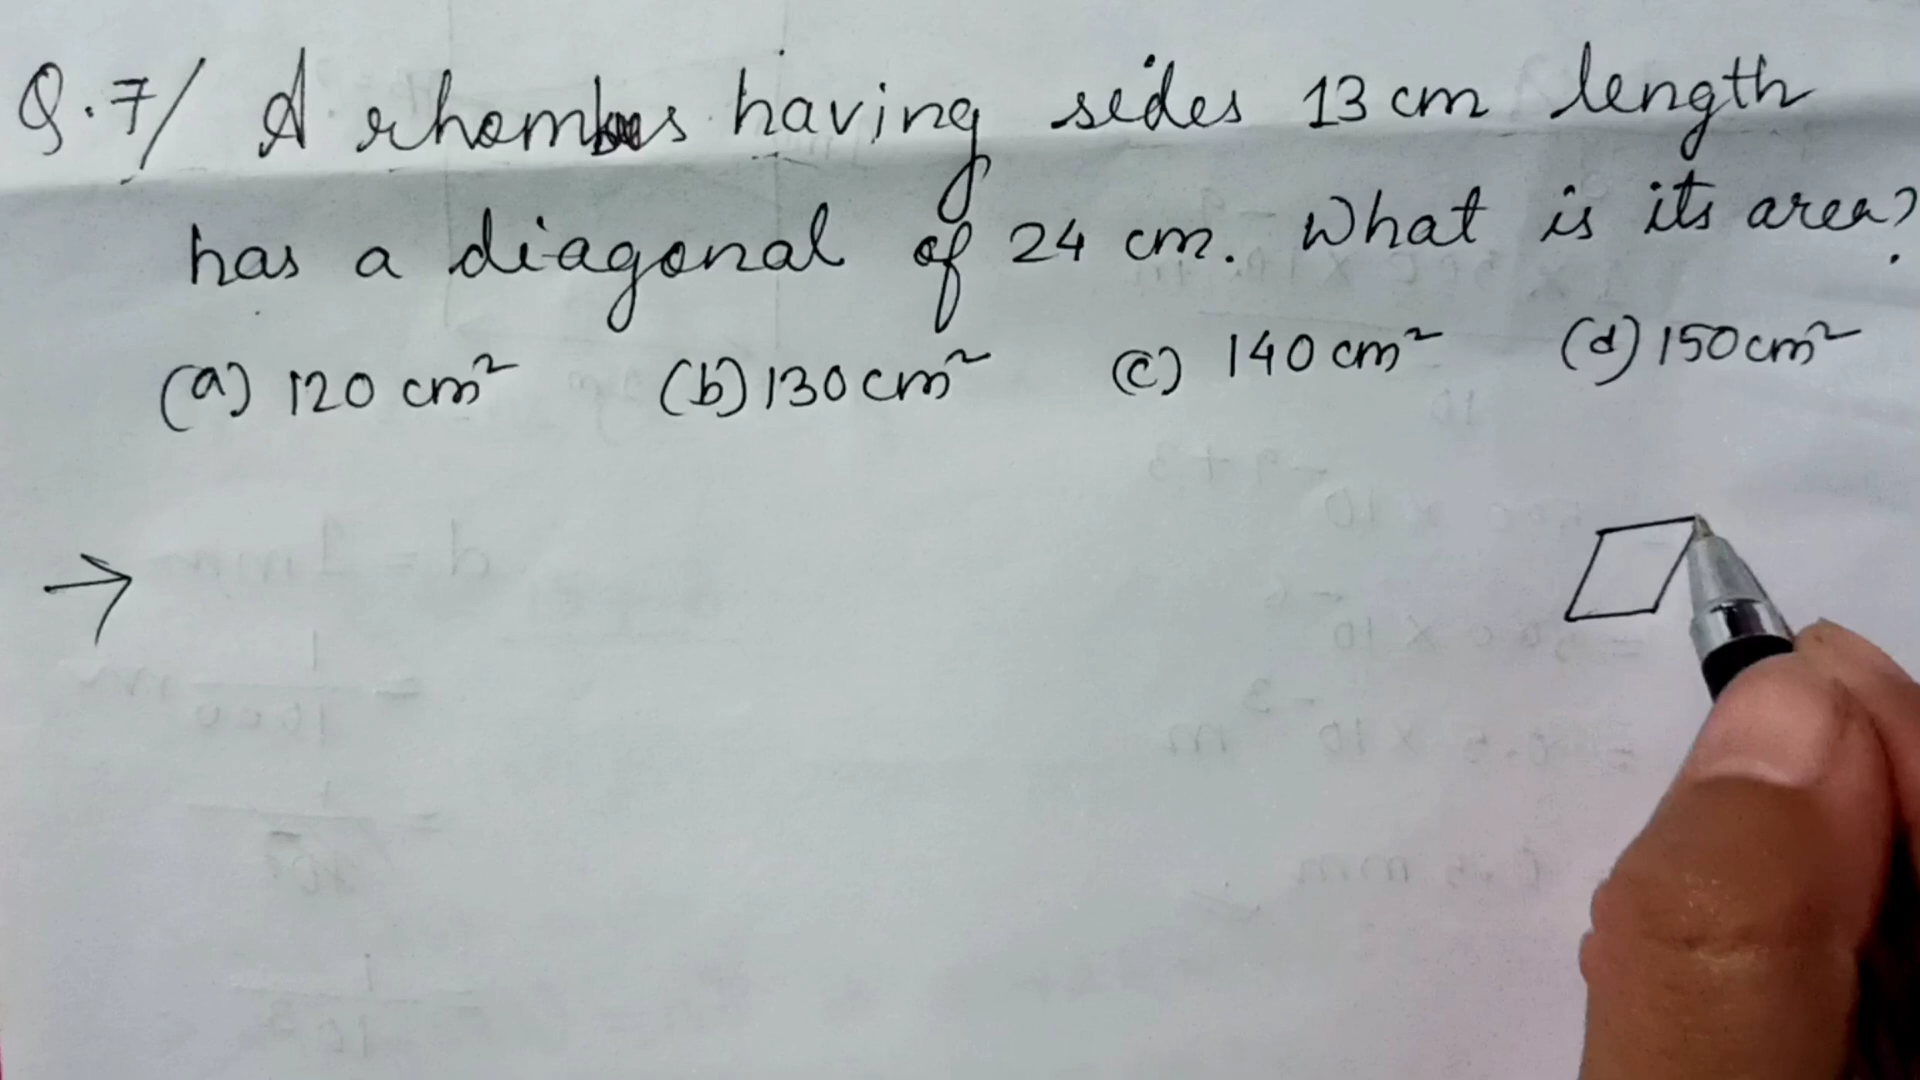 Q.7/ A rhombus having sides 13 cm length
has a diagonal of 24 cm. What is its area?
(a) 120 cm² (b) 130 cm² (c) 140 cm² (d) 150 cm²
→